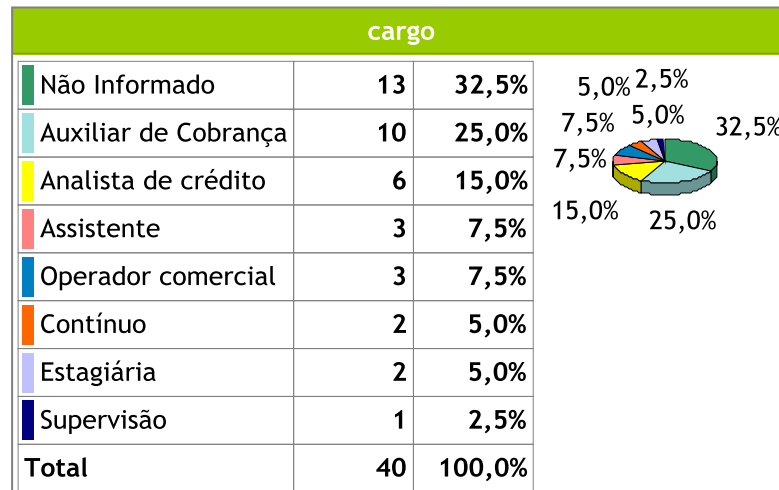 cargo
Não Informado 13 32,5%
Auxiliar de Cobrança 10 25,0%
Analista de crédito 6 15,0%
Assistente 3 7,5%
Operador comercial 3 7,5%
Contínuo 2 5,0%
Estagiária 2 5,0%
Supervisão 1 2,5%
Total 40 100,0%
5,0% 2,5%
7,5% 5,0% 32,5%
7,5%
15,0% 25,0%